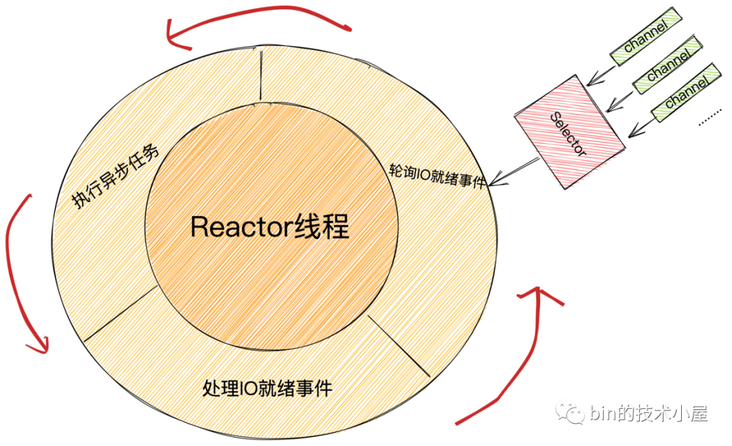 channel
channel
channel
Selector
........
轮询IO就绪事件
执行异步任务
Reactor线程
处理IO就绪事件
bin的技术小屋